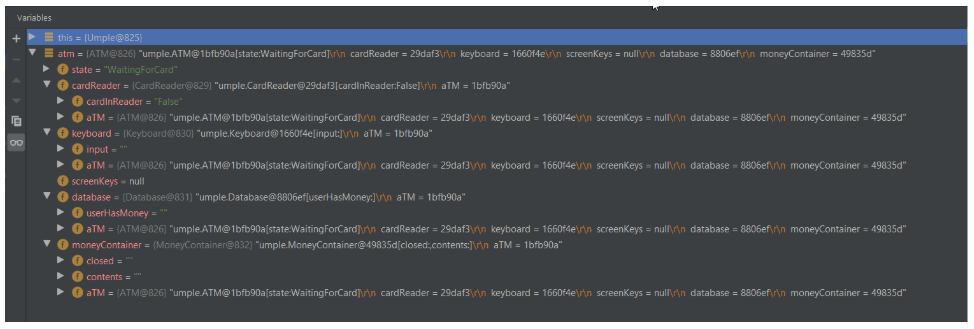 Variables
this = {Umple@825}
atm = {ATM@826} "umple.ATM@1bfb90a[state:WaitingForCard]\r\n cardReader = 29daf3\r\n keyboard = 1660f4e\r\n screenKeys = null\r\n database = 8806ef\r\n moneyContainer = 49835d"
f state = "WaitingForCard"
f cardReader = {CardReader@829} "umple.CardReader@29daf3[cardInReader:False]\r\n aTM = 1bfb90a"
f cardInReader = "False"
f aTM = {ATM@826} "umple.ATM@1bfb90a[state:WaitingForCard]\r\n cardReader = 29daf3\r\n keyboard = 1660f4e\r\n screenKeys = null\r\n database = 8806ef\r\n moneyContainer = 49835d"
f keyboard = {Keyboard@830} "umple.Keyboard@1660f4e[input:]\r\n aTM = 1bfb90a"
f input = ""
f aTM = {ATM@826} "umple.ATM@1bfb90a[state:WaitingForCard]\r\n cardReader = 29daf3\r\n keyboard = 1660f4e\r\n screenKeys = null\r\n database = 8806ef\r\n moneyContainer = 49835d"
f screenKeys = null
f database = {Database@831} "umple.Database@8806ef[userHasMoney:]\r\n aTM = 1bfb90a"
f userHasMoney = ""
f aTM = {ATM@826} "umple.ATM@1bfb90a[state:WaitingForCard]\r\n cardReader = 29daf3\r\n keyboard = 1660f4e\r\n screenKeys = null\r\n database = 8806ef\r\n moneyContainer = 49835d"
f moneyContainer = {MoneyContainer@832} "umple.MoneyContainer@49835d[closed:,contents:]\r\n aTM = 1bfb90a"
f closed = ""
f contents = ""
f aTM = {ATM@826} "umple.ATM@1bfb90a[state:WaitingForCard]\r\n cardReader = 29daf3\r\n keyboard = 1660f4e\r\n screenKeys = null\r\n database = 8806ef\r\n moneyContainer = 49835d"